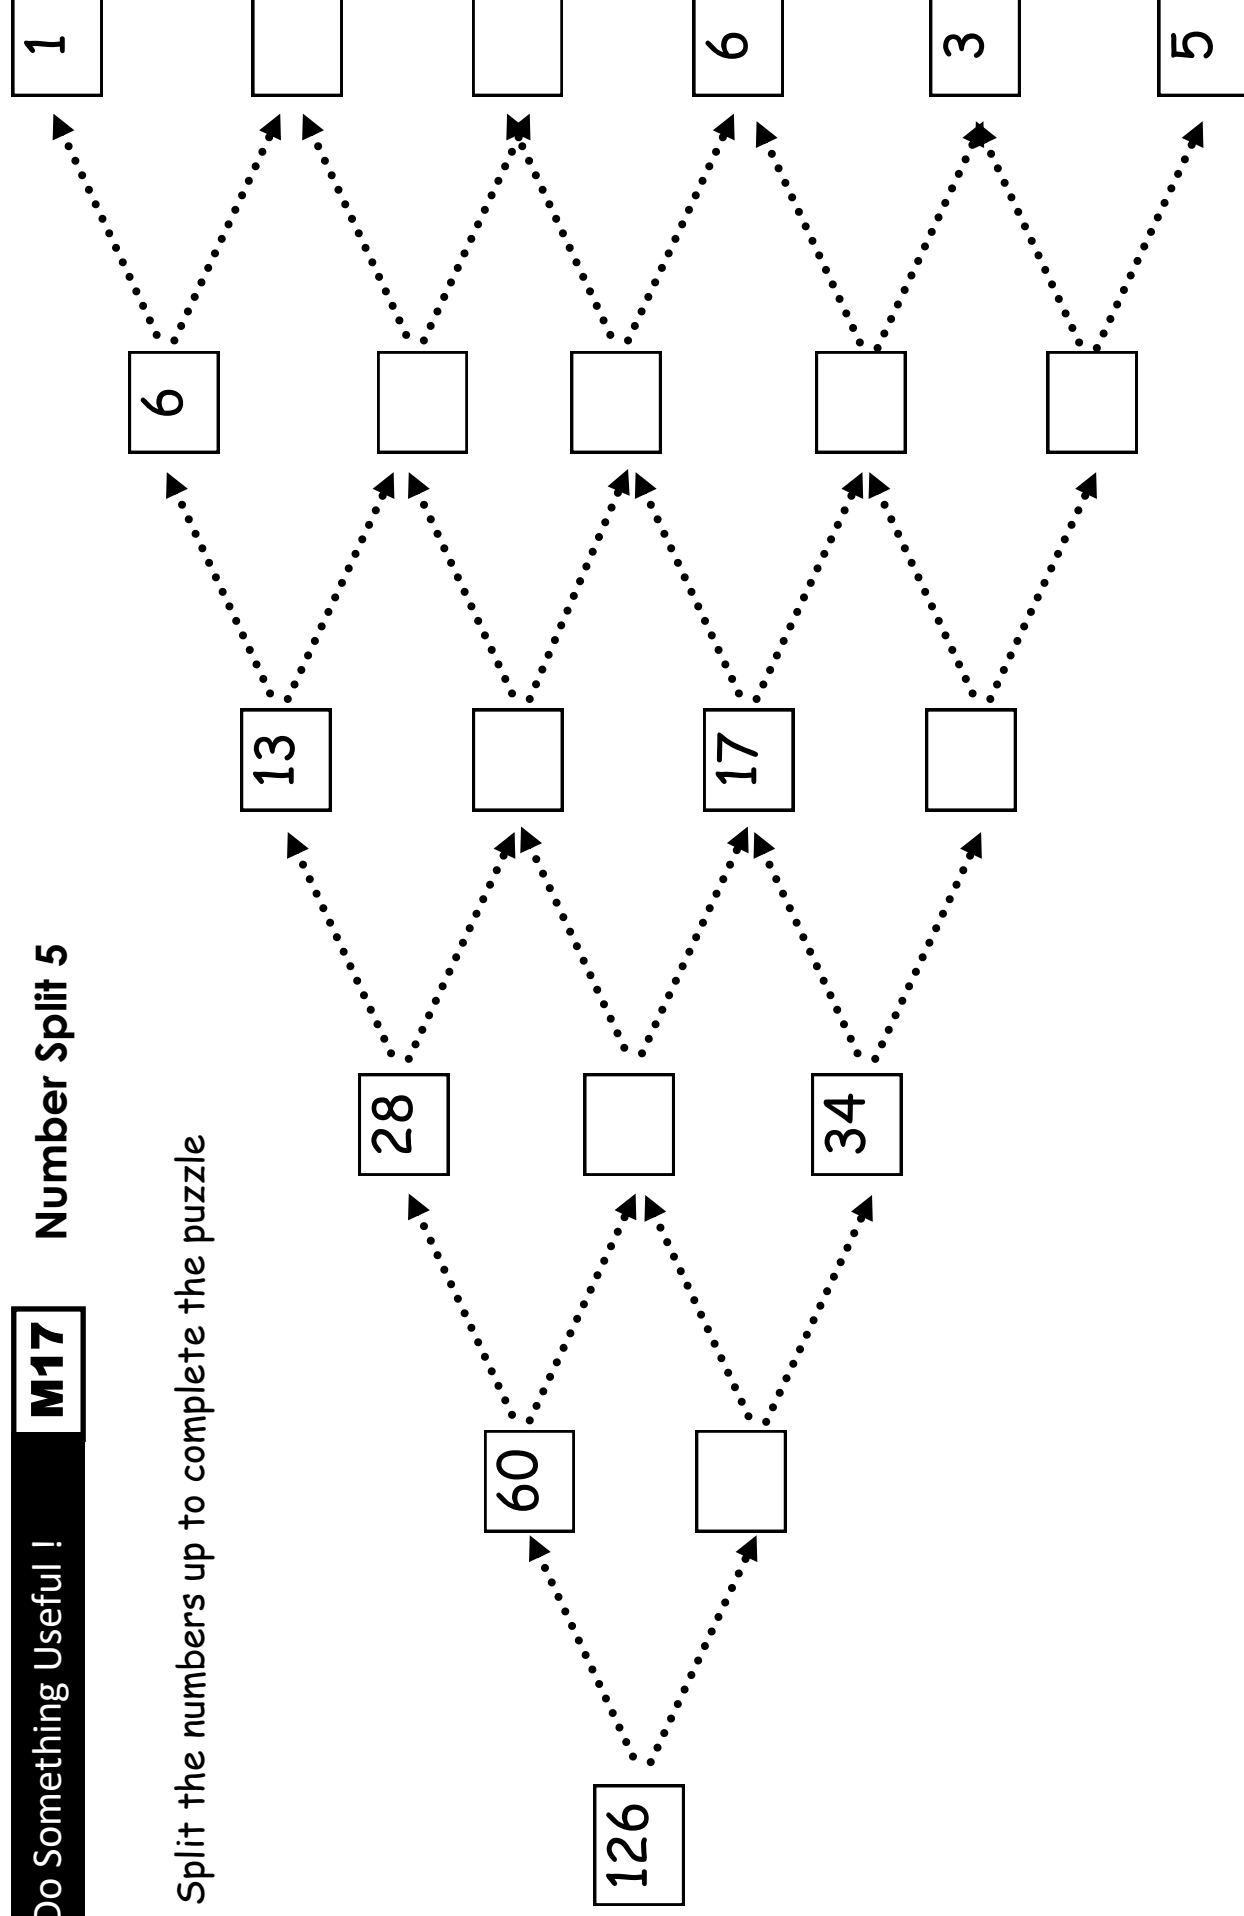 Do Something Useful !
M17
Number Split 5
1
Split the numbers up to complete the puzzle
6
13
28
60
126
17
6
34
3
5